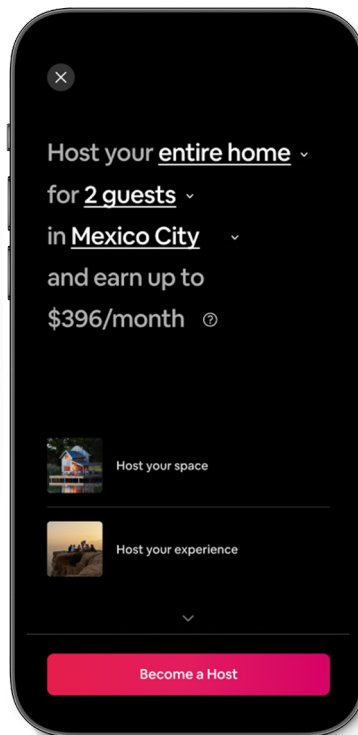 Host your entire home
for 2 guests
in Mexico City
and earn up to
$396/month
Host your space
Host your experience
Become a Host